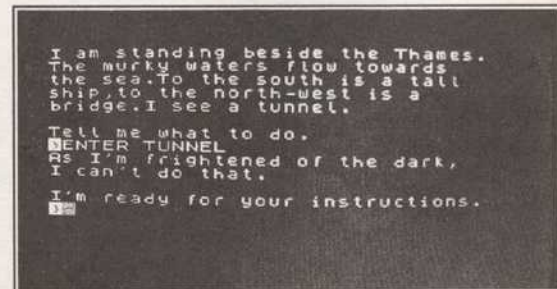 I am standing beside the Thames.
The murky waters flow towards
the sea.To the south is a tall
ship,to the north-west is a
bridge.I see a tunnel.
Tell me what to do.
>ENTER TUNNEL
As I'm frightened of the dark,
I can't do that.
I'm ready for your instructions.
>